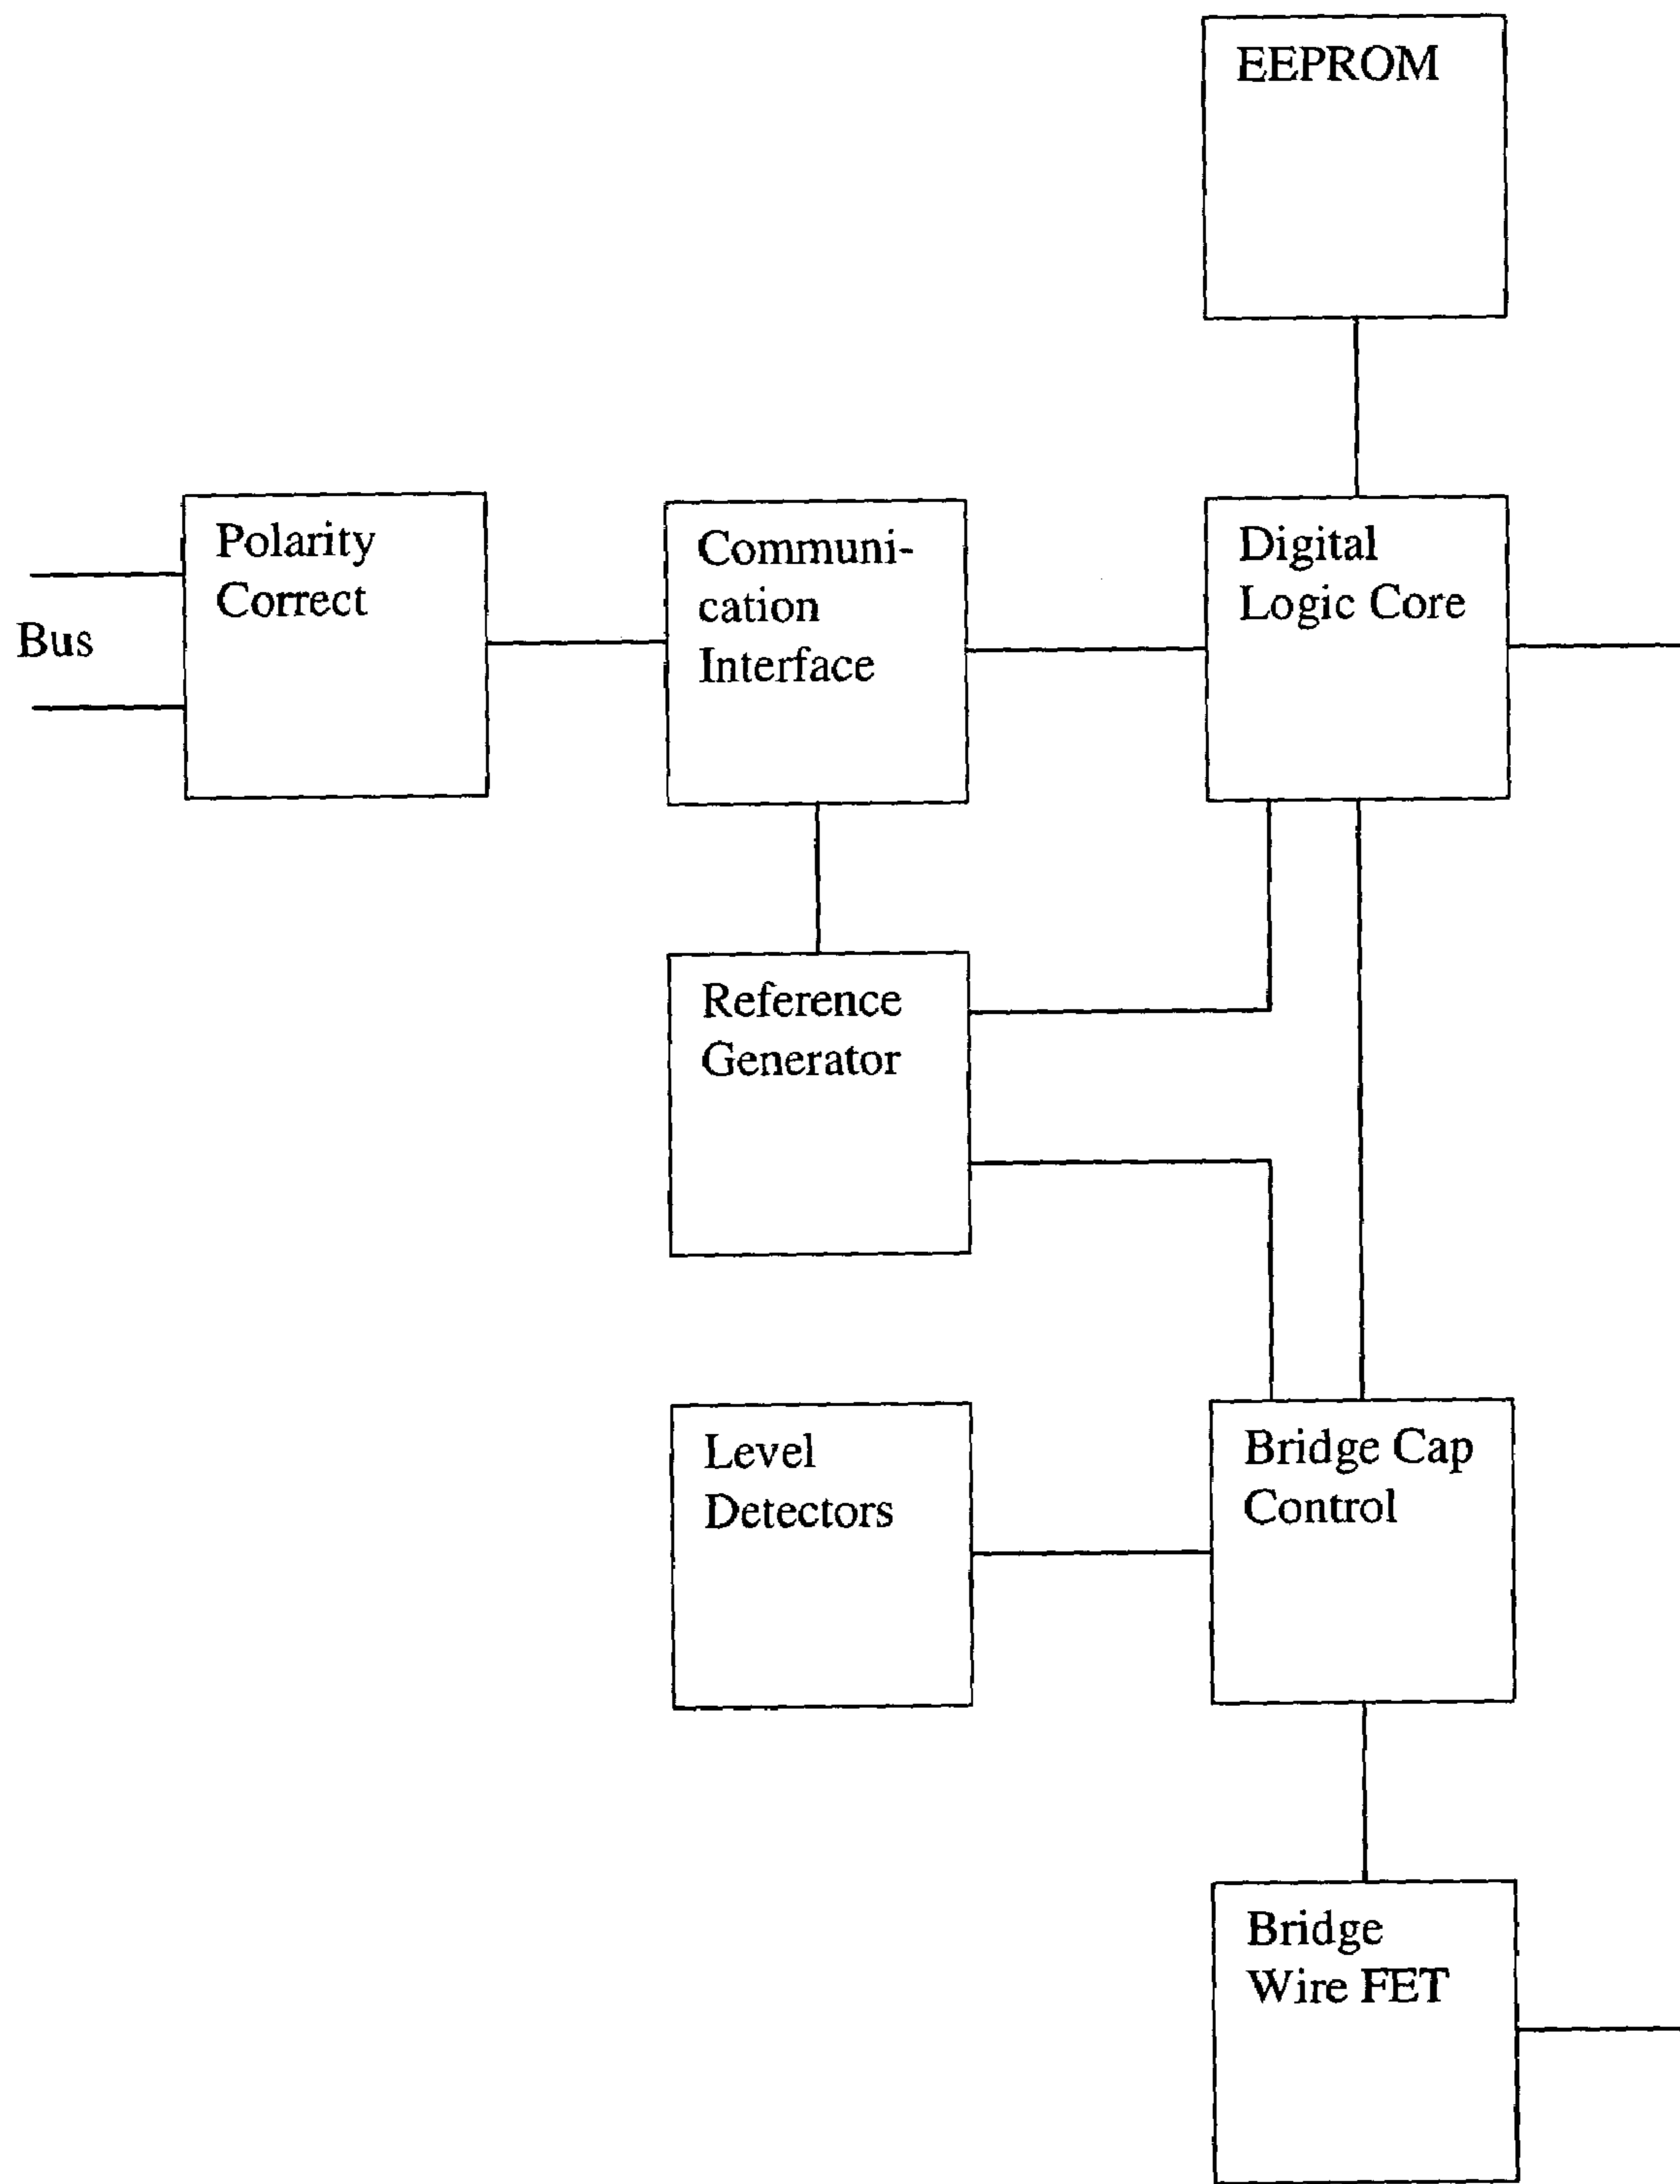 EEPROM
Polarity
Correct
Bus
Communi-
cation
Interface
Digital
Logic Core
Reference
Generator
Level
Detectors
Bridge Cap
Control
Bridge
Wire FET